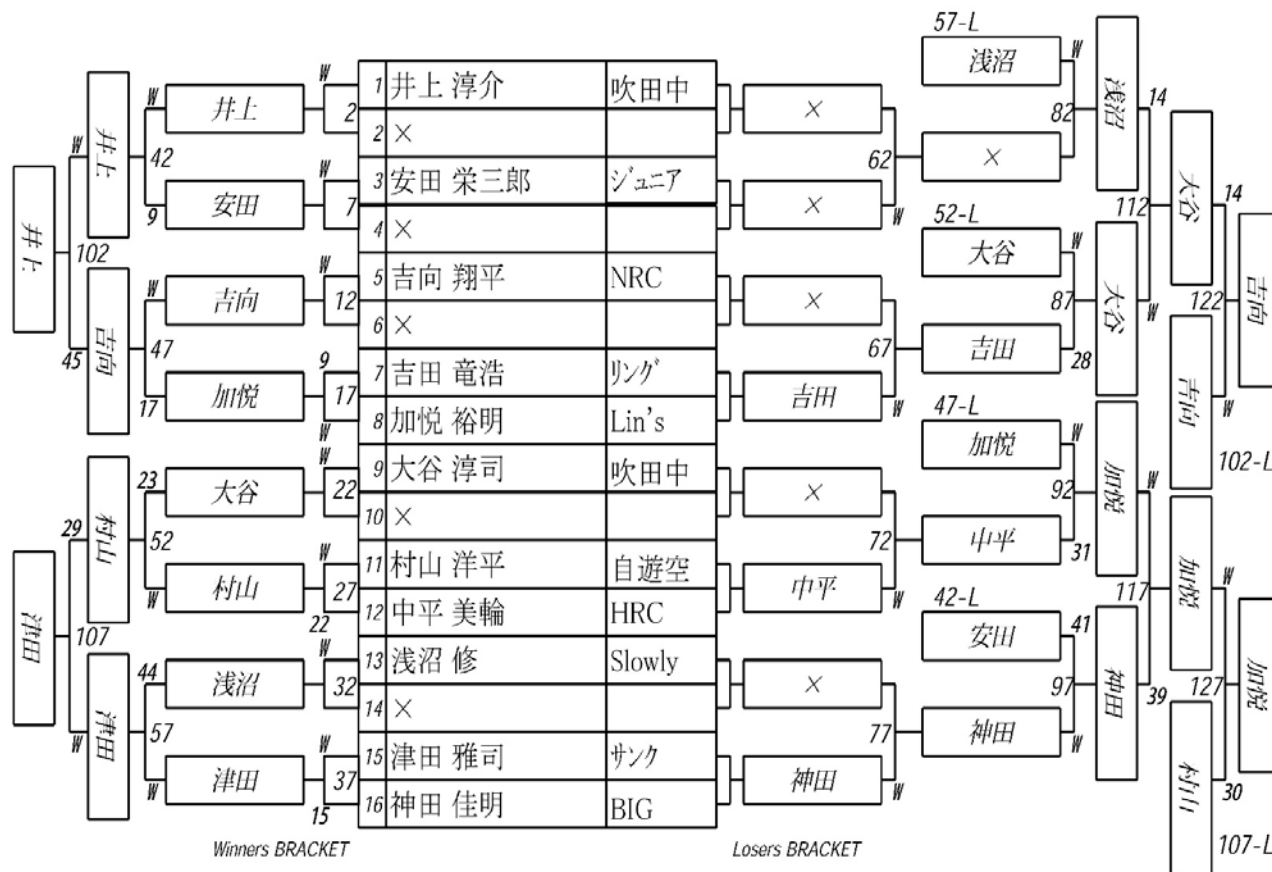 57-L
W
浅沼
W
1 井上 淳介 吹田中
浅沼
14
W
井上
2
×
82
井上
2 ×
大谷
W
42
62
×
14
3 安田 栄三郎 ジュニア
安田
7
×
112
9
W
52-L
4 ×
W
井上
102
大谷
吉向
5 吉向 翔平 NRC
W
吉向
12
×
87
大谷
W
122
6 ×
吉向
47
67
吉田
28
45
9
7 吉田 竜浩 リング
加悦
17
吉田
吉向
17
W
8 加悦 裕明 Lin's
W
47-L
W
W
加悦
W
102-L
9 大谷 淳司 吹田中
加悦
23
大谷
22
×
92
W
村山
10 ×
29
52
72
中平
31
加悦
W
11 村山 洋平 自遊空
村山
27
中平
117
W
22
12 中平 美輪 HRC
W
42-L
津田
107
41
W
安田
加悦
13 浅沼 修 Slowly
44
浅沼
32
×
97
神田
39
127
14 ×
津田
57
77
神田
W
W
W
15 津田 雅司 サンク
津田
37
神田
村山
30
W
15
16 神田 佳明 BIG
W
107-L
Winners BRACKET
Losers BRACKET